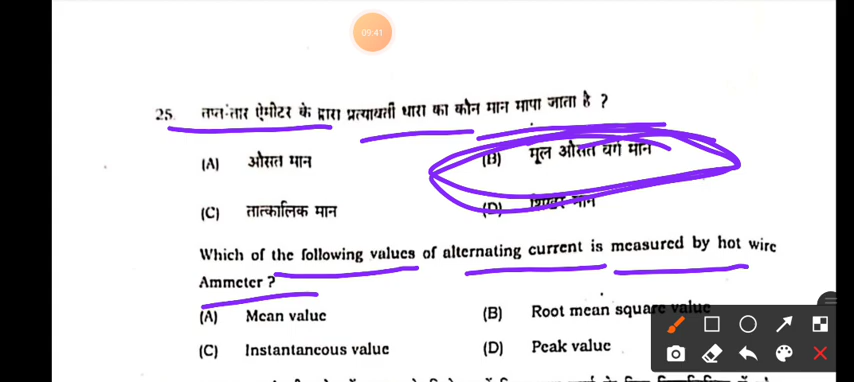 09:41
25. तप्त-तार ऐमीटर के द्वारा प्रत्यावर्ती धारा का कौन मान मापा जाता है ?
(A) औसत मान (B) मूल औसत वर्ग मान
(C) तात्कालिक मान (D) शिखर मान
Which of the following values of alternating current is measured by hot wire
Ammeter ?
(A) Mean value (B) Root mean square value
(C) Instantaneous value (D) Peak value